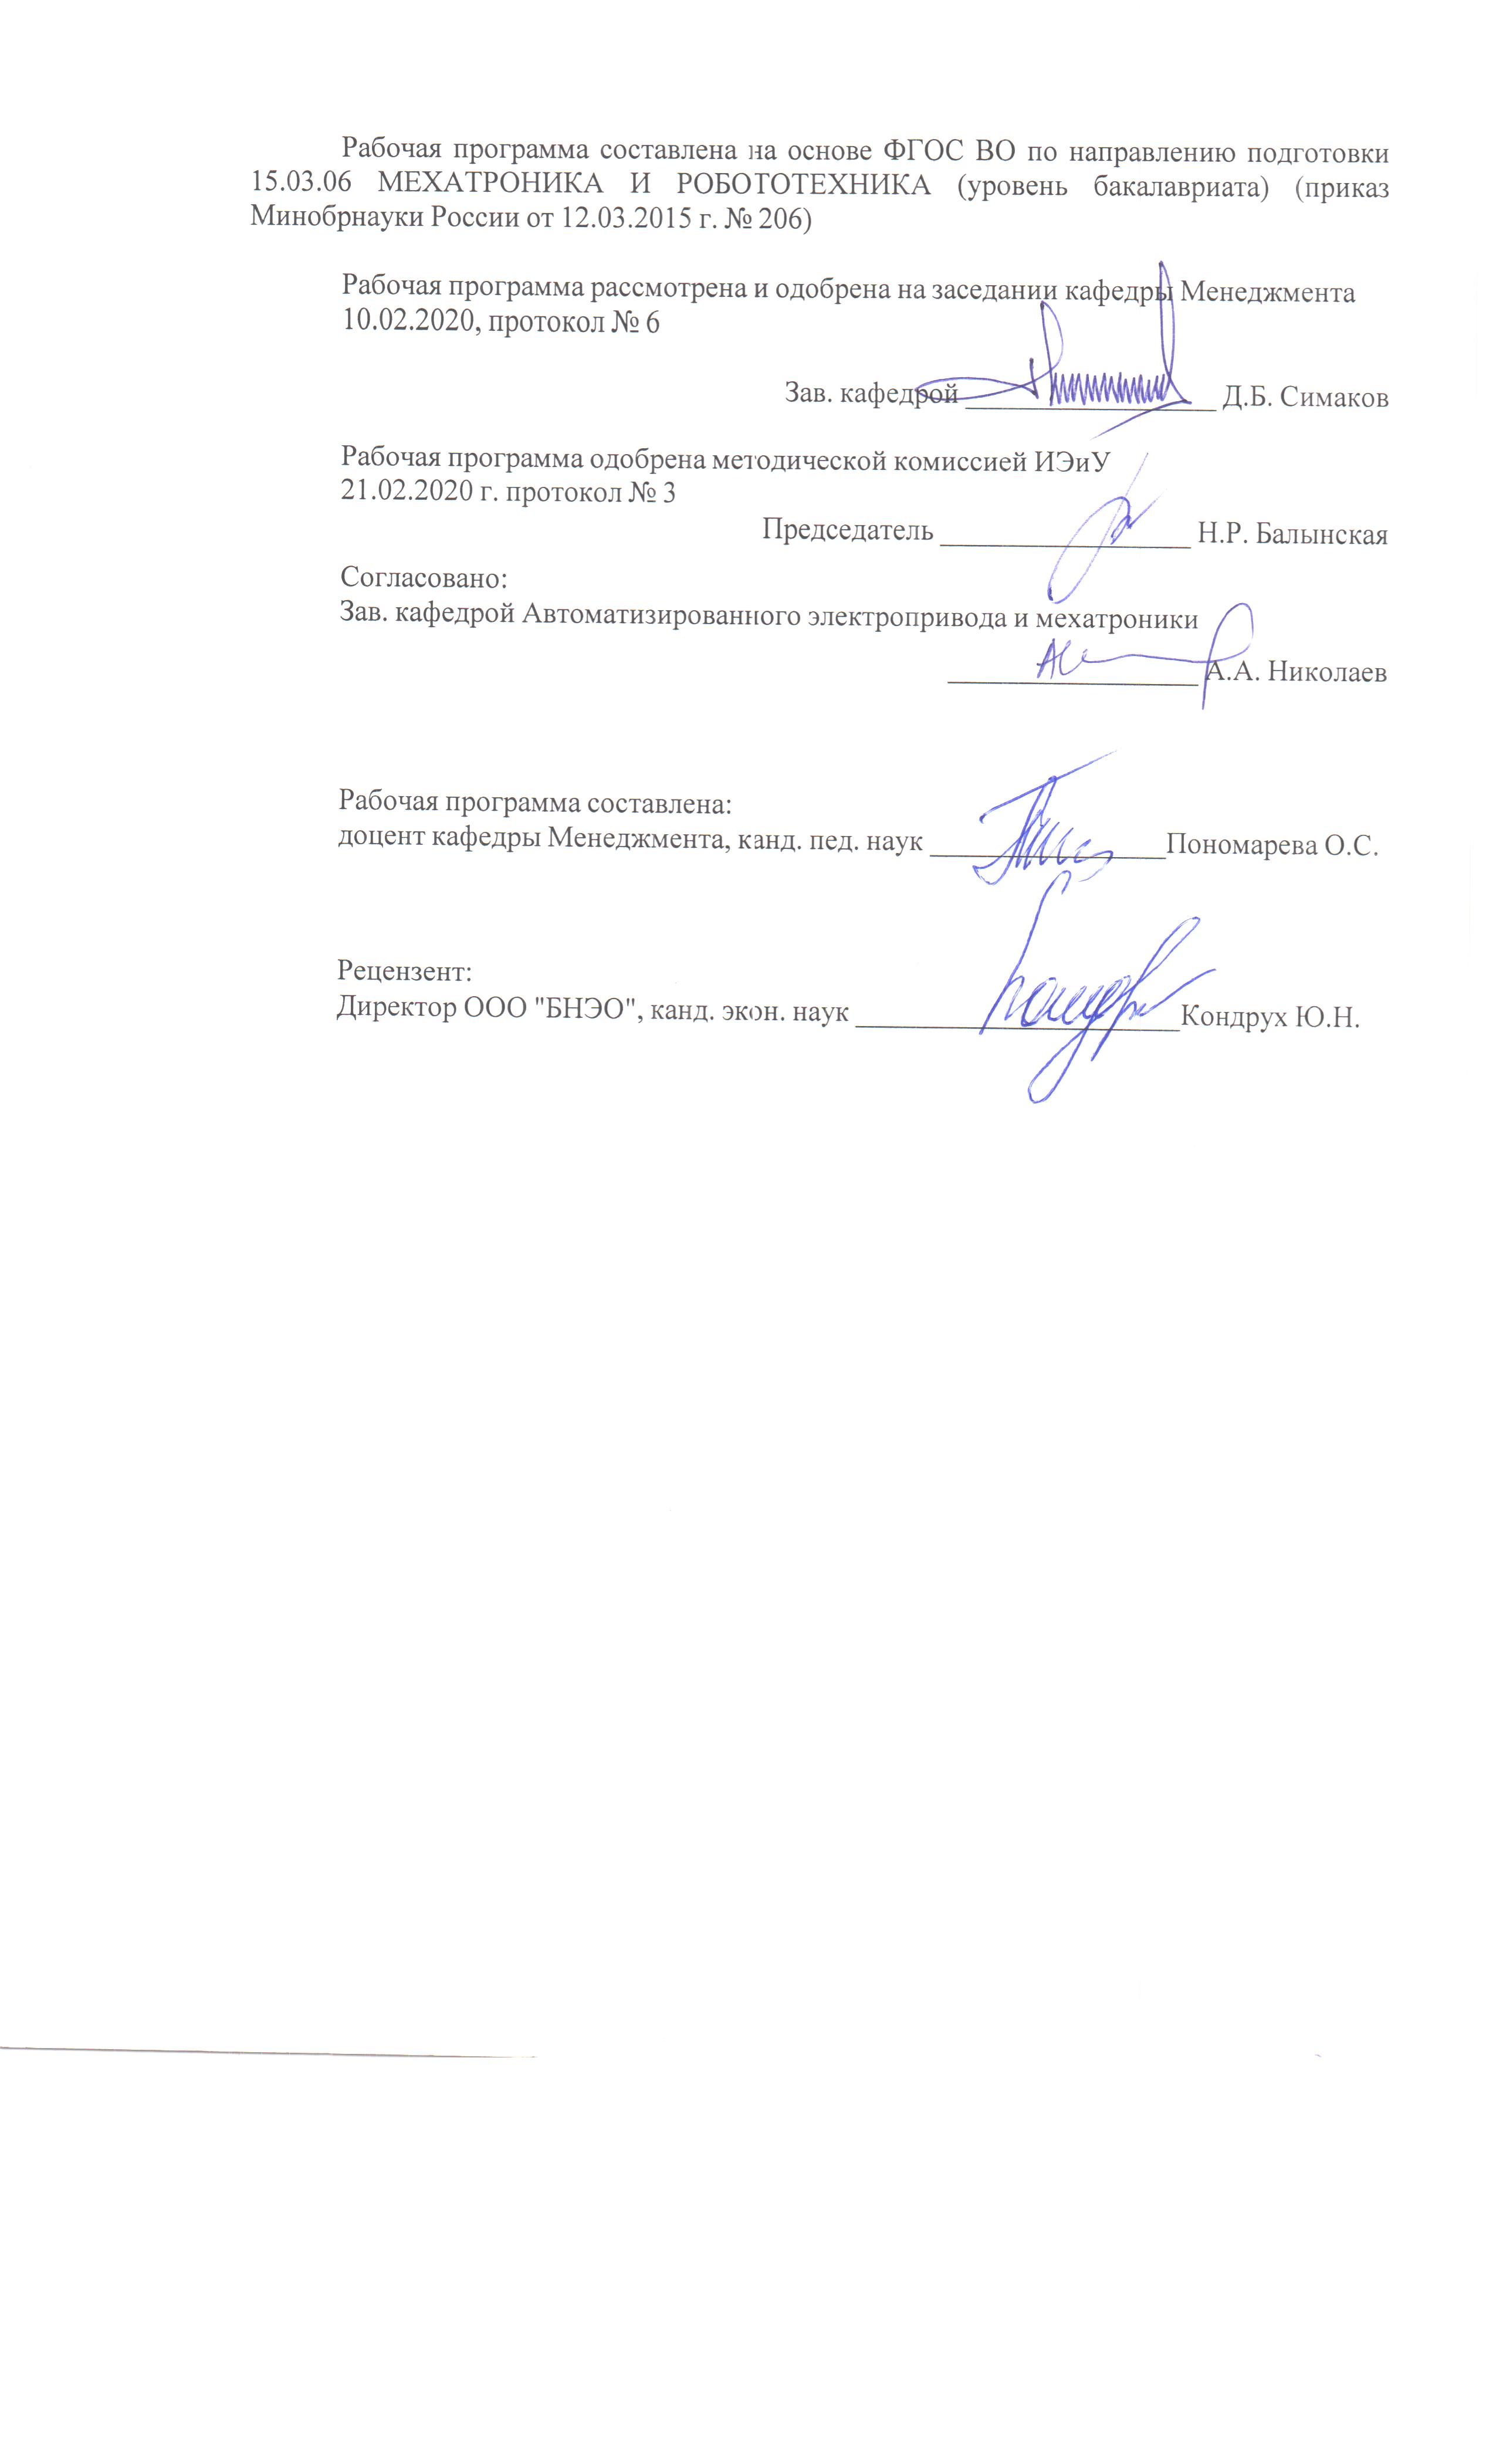 Рабочая программа составлена на основе ФГОС ВО по направлению подготовки
15.03.06 МЕХАТРОНИКА И РОБОТОТЕХНИКА (уровень бакалавриата) (приказ
Минобрнауки России от 12.03.2015 г. № 206)
Рабочая программа рассмотрена и одобрена на заседании кафедры Менеджмента
10.02.2020, протокол № 6
Зав. кафедрой ____________________ Д.Б. Симаков
Рабочая программа одобрена методической комиссией ИЭиУ
21.02.2020 г. протокол № 3
Председатель ____________________ Н.Р. Балынская
Согласовано:
Зав. кафедрой Автоматизированного электропривода и мехатроники
____________________ А.А. Николаев
Рабочая программа составлена:
доцент кафедры Менеджмента, канд. пед. наук ___________________Пономарева О.С.
Рецензент:
Директор ООО "БНЭО", канд. экон. наук __________________________Кондрух Ю.Н.